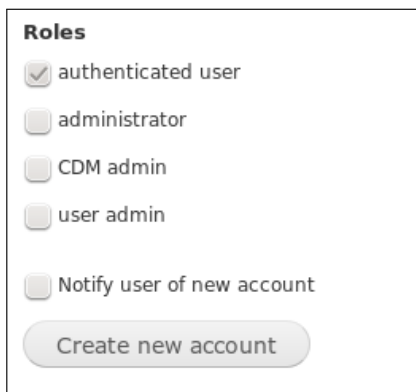 Roles
authenticated user
administrator
CDM admin
user admin
Notify user of new account
Create new account